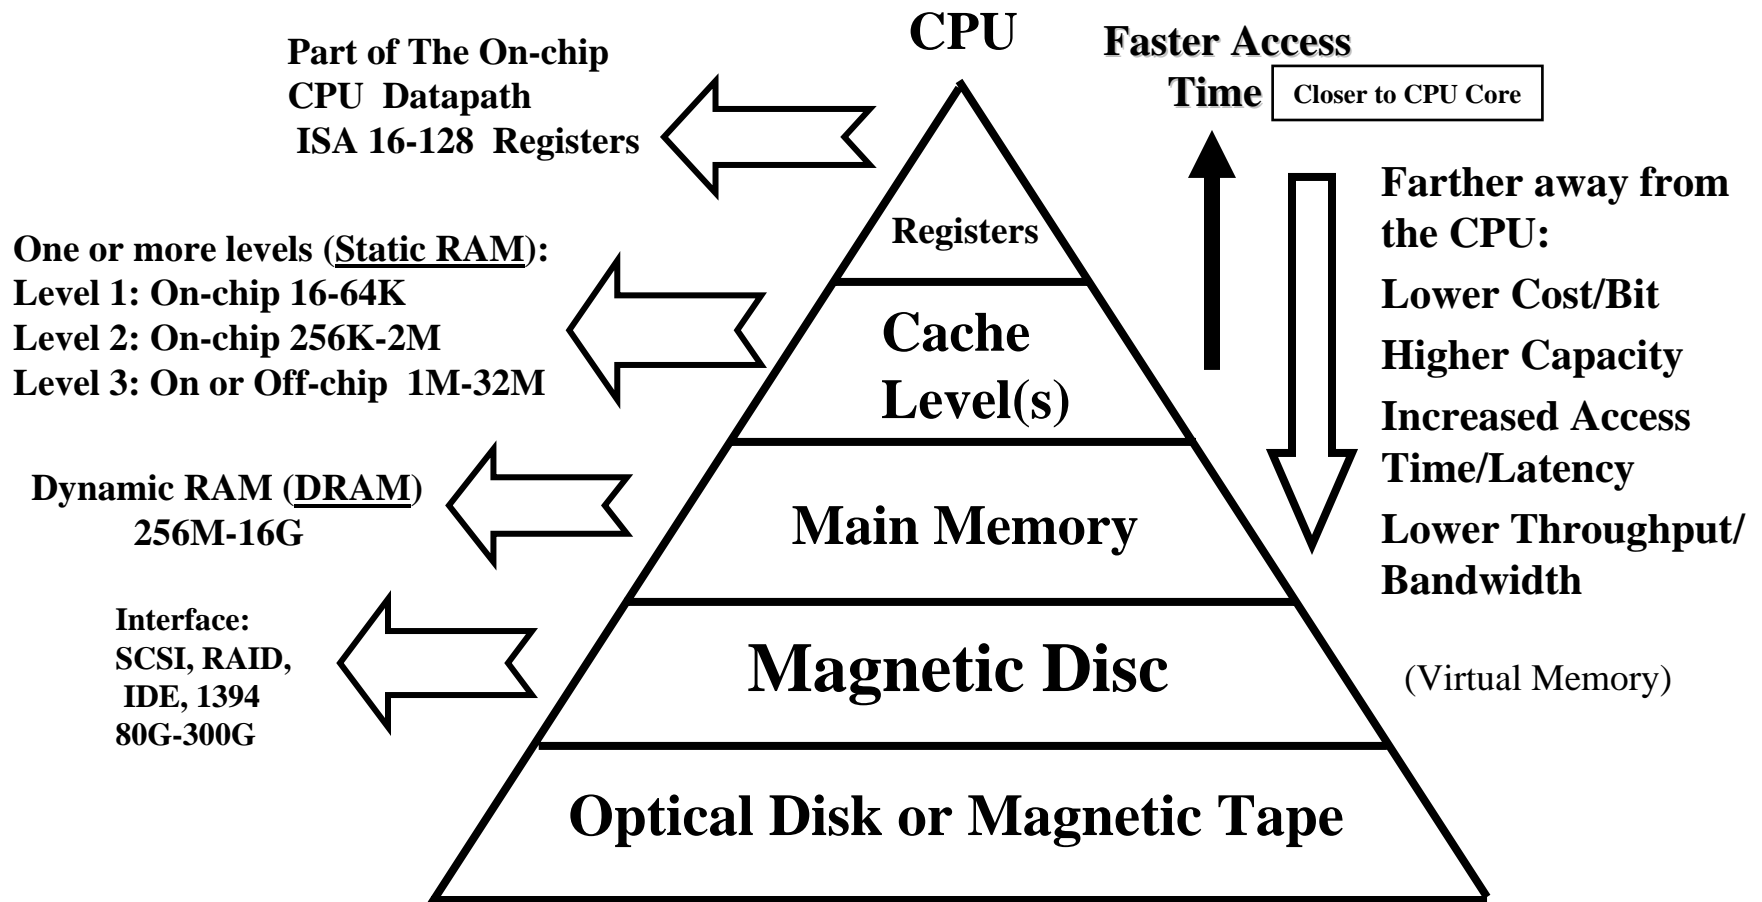 CPU
Part of The On-chip
CPU Datapath
ISA 16-128 Registers
Faster Access
Time
Closer to CPU Core
Registers
One or more levels (Static RAM):
Level 1: On-chip 16-64K
Level 2: On-chip 256K-2M
Level 3: On or Off-chip 1M-32M
Cache
Level(s)
Farther away from
the CPU:
Lower Cost/Bit
Higher Capacity
Increased Access
Time/Latency
Lower Throughput/
Bandwidth
Dynamic RAM (DRAM)
256M-16G
Main Memory
Interface:
SCSI, RAID,
IDE, 1394
80G-300G
Magnetic Disc
(Virtual Memory)
Optical Disk or Magnetic Tape